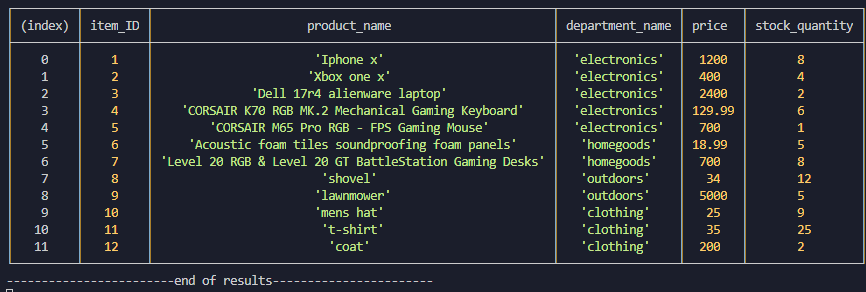 (index) item_ID product_name department_name price stock_quantity
0 1 'Iphone x' 'electronics' 1200 8
1 2 'Xbox one x' 'electronics' 400 4
2 3 'Dell 17r4 alienware laptop' 'electronics' 2400 2
3 4 'CORSAIR K70 RGB MK.2 Mechanical Gaming Keyboard' 'electronics' 129.99 6
4 5 'CORSAIR M65 Pro RGB - FPS Gaming Mouse' 'electronics' 700 1
5 6 'Acoustic foam tiles soundproofing foam panels' 'homegoods' 18.99 5
6 7 'Level 20 RGB & Level 20 GT BattleStation Gaming Desks' 'homegoods' 700 8
7 8 'shovel' 'outdoors' 34 12
8 9 'lawnmower' 'outdoors' 5000 5
9 10 'mens hat' 'clothing' 25 9
10 11 't-shirt' 'clothing' 35 25
11 12 'coat' 'clothing' 200 2
------------------------end of results-----------------------